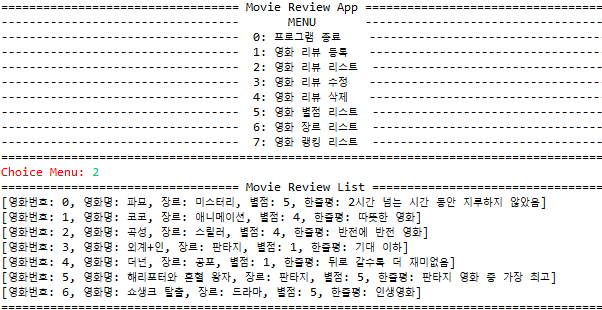 ================================== Movie Review App ==================================
---------------------------------- MENU ----------------------------------
---------------------------------- 0: 프로그램 종료 ----------------------------------
---------------------------------- 1: 영화 리뷰 등록 ----------------------------------
---------------------------------- 2: 영화 리뷰 리스트 ----------------------------------
---------------------------------- 3: 영화 리뷰 수정 ----------------------------------
---------------------------------- 4: 영화 리뷰 삭제 ----------------------------------
---------------------------------- 5: 영화 별점 리스트 ----------------------------------
---------------------------------- 6: 영화 장르 리스트 ----------------------------------
---------------------------------- 7: 영화 랭킹 리스트 ----------------------------------
======================================================================================
Choice Menu: 2
================================== Movie Review List ==================================
[영화번호: 0, 영화명: 파묘, 장르: 미스터리, 별점: 5, 한줄평: 2시간 넘는 시간 동안 지루하지 않았음]
[영화번호: 1, 영화명: 코코, 장르: 애니메이션, 별점: 4, 한줄평: 따뜻한 영화]
[영화번호: 2, 영화명: 곡성, 장르: 스릴러, 별점: 4, 한줄평: 반전에 반전 영화]
[영화번호: 3, 영화명: 외계+인, 장르: 판타지, 별점: 1, 한줄평: 기대 이하]
[영화번호: 4, 영화명: 더넌, 장르: 공포, 별점: 1, 한줄평: 뒤로 갈수록 더 재미없음]
[영화번호: 5, 영화명: 해리포터와 혼혈 왕자, 장르: 판타지, 별점: 5, 한줄평: 판타지 영화 중 가장 최고]
[영화번호: 6, 영화명: 쇼생크 탈출, 장르: 드라마, 별점: 5, 한줄평: 인생영화]
======================================================================================